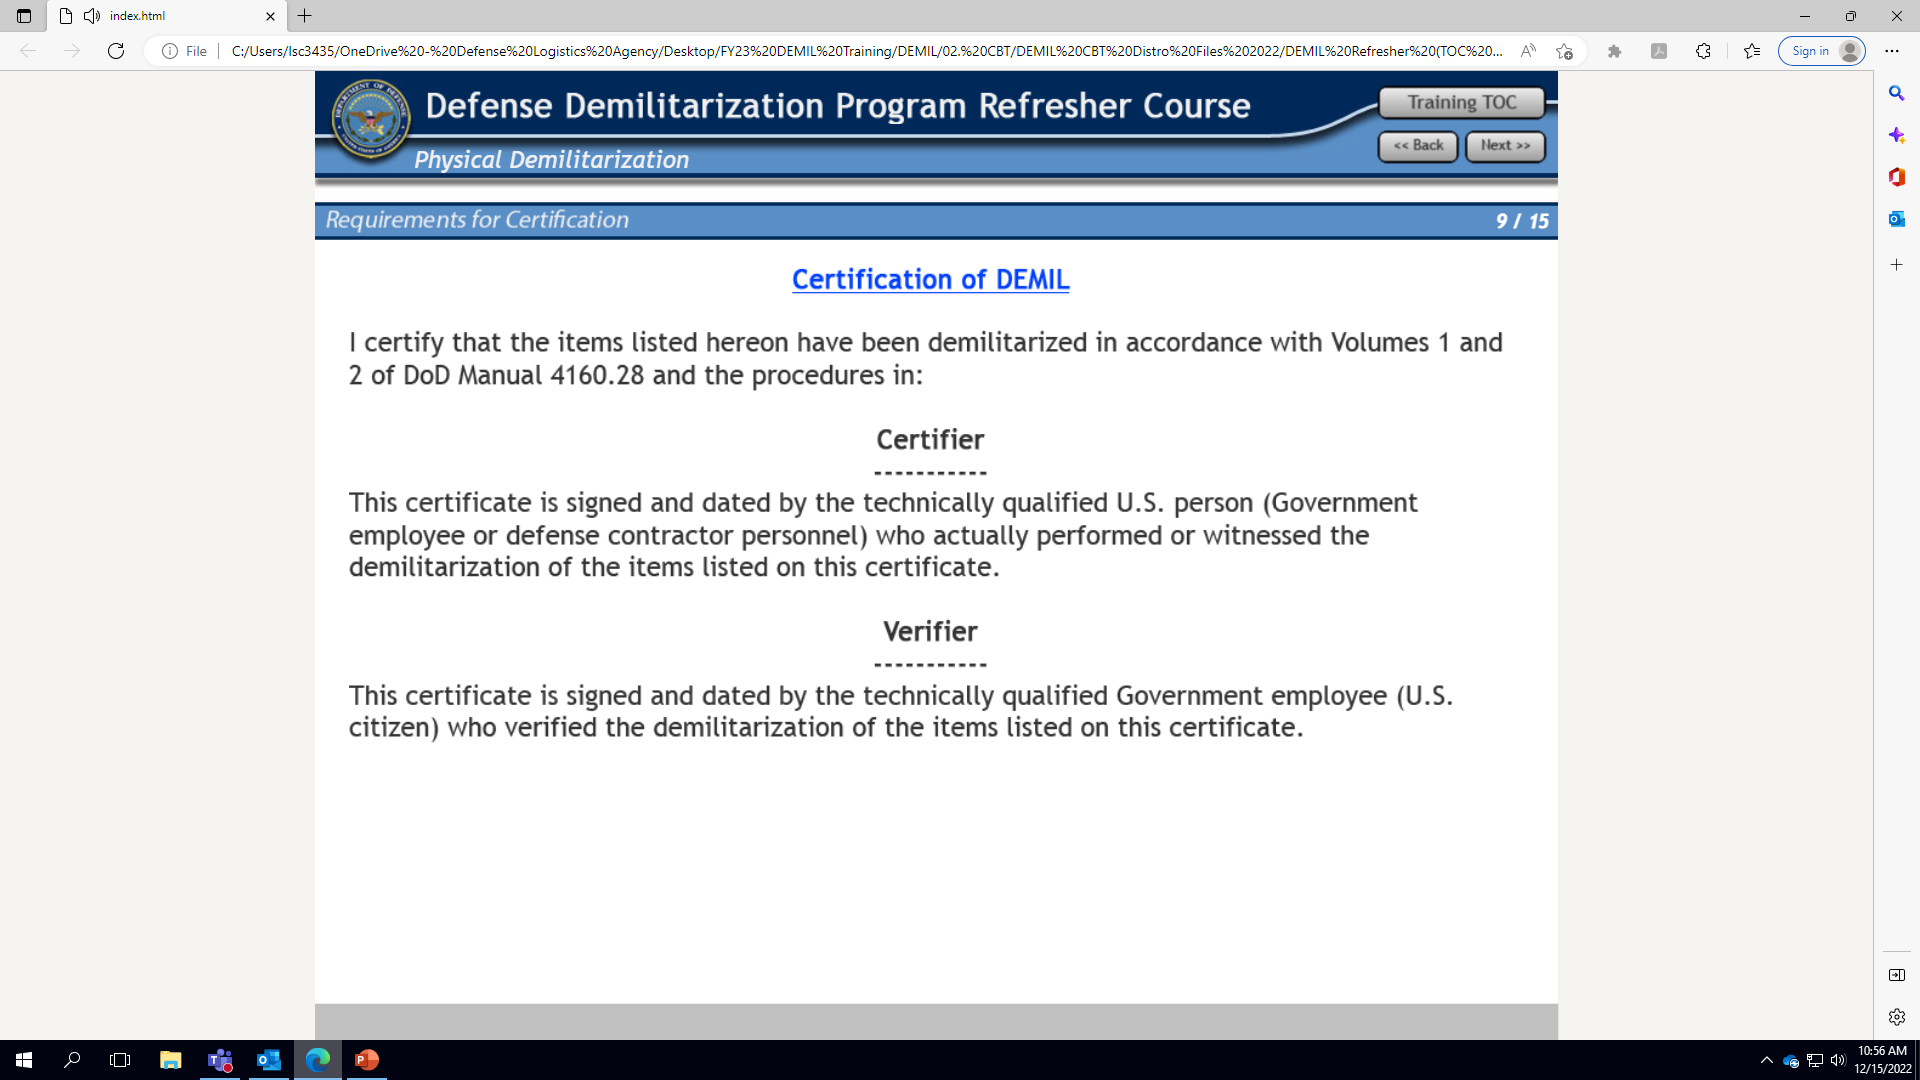 index.html
File
C:/Users/lsc3435/OneDrive%20-%20Defense%20Logistics%20Agency/Desktop/FY23%20DEMIL%20Training/DEMIL/02.%20CBT/DEMIL%20CBT%20Distro%20Files%202022/DEMIL%20Refresher%20(TOC%20...
Sign in
Defense Demilitarization Program Refresher Course
Training TOC
<< Back
Next >>
Physical Demilitarization
Requirements for Certification
9 / 15
Certification of DEMIL
I certify that the items listed hereon have been demilitarized in accordance with Volumes 1 and
2 of DoD Manual 4160.28 and the procedures in:
Certifier
-----------
This certificate is signed and dated by the technically qualified U.S. person (Government
employee or defense contractor personnel) who actually performed or witnessed the
demilitarization of the items listed on this certificate.
Verifier
-----------
This certificate is signed and dated by the technically qualified Government employee (U.S.
citizen) who verified the demilitarization of the items listed on this certificate.
10:56 AM
12/15/2022